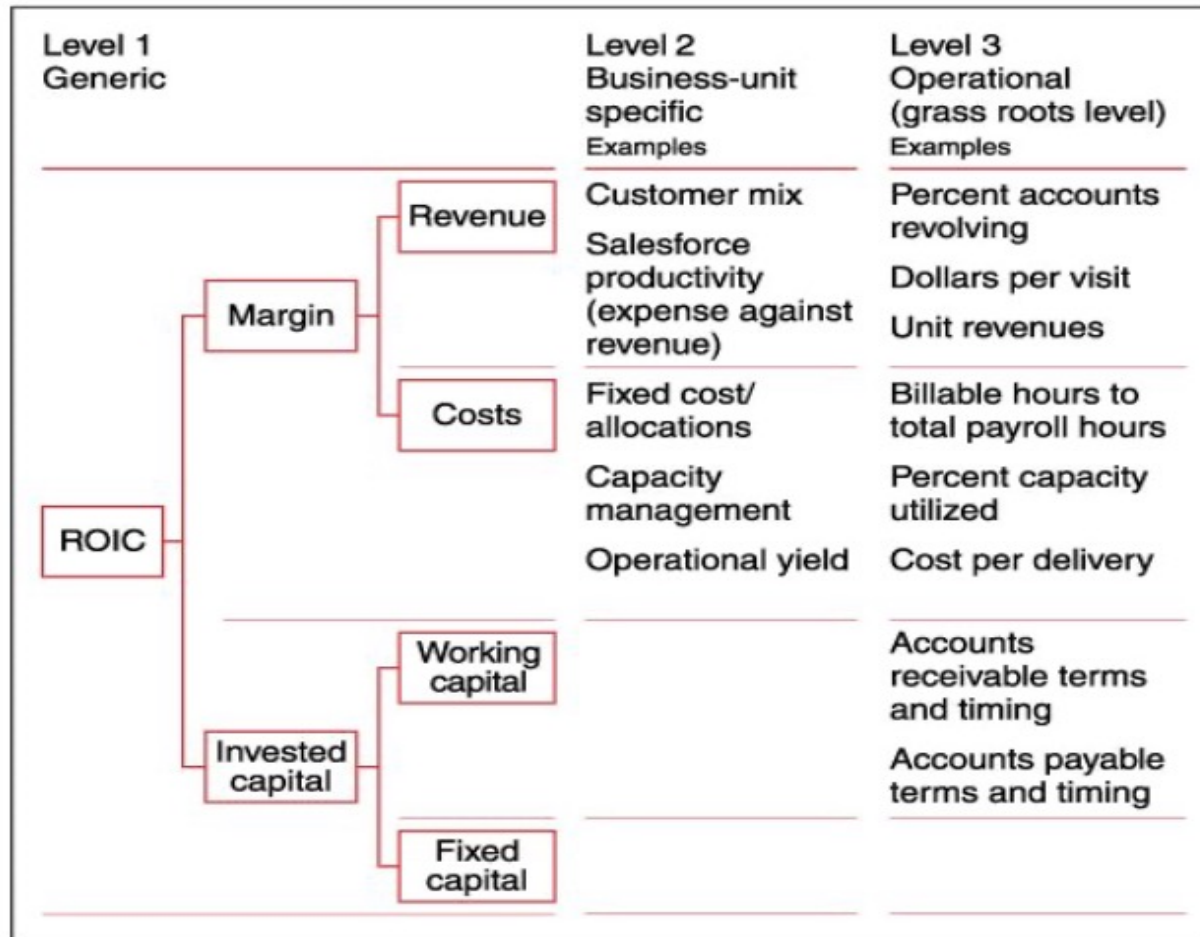 Level 1
Generic
Level 2
Business-unit
specific
Examples
Level 3
Operational
(grass roots level)
Examples
Revenue
Customer mix
Salesforce
productivity
(expense against
revenue)
Percent accounts
revolving
Dollars per visit
Unit revenues
Margin
Costs
Fixed cost/
allocations
Capacity
management
Operational yield
Billable hours to
total payroll hours
Percent capacity
utilized
Cost per delivery
ROIC
Working
capital
Accounts
receivable terms
and timing
Accounts payable
terms and timing
Invested
capital
Fixed
capital